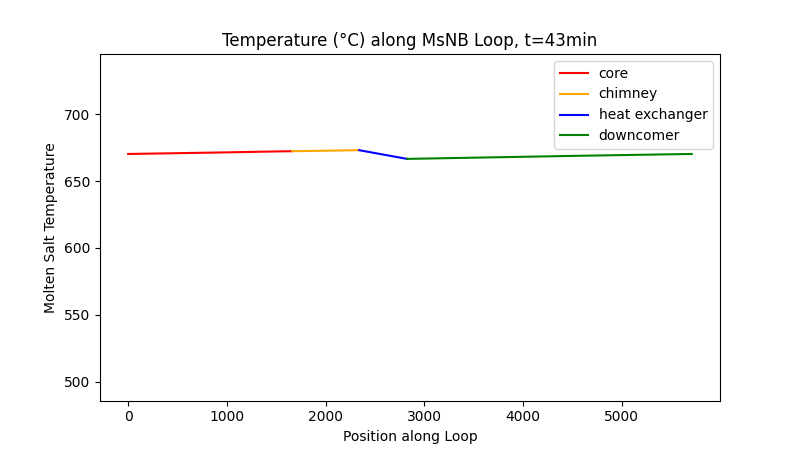 Temperature (°C) along MsNB Loop, t=43min
core
chimney
heat exchanger
downcomer
Molten Salt Temperature
700
650
600
550
500
0 1000 2000 3000 4000 5000
Position along Loop